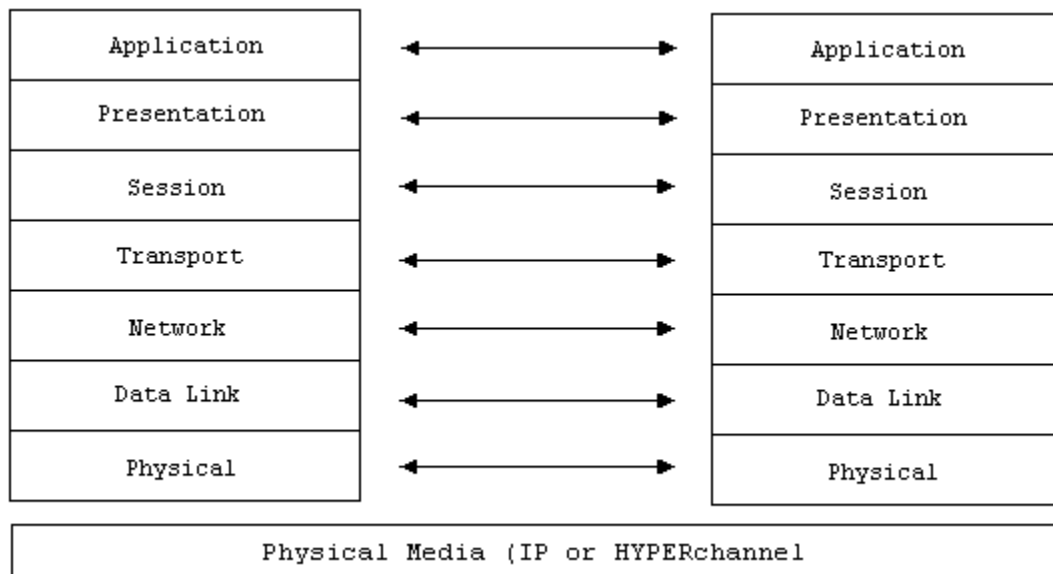 Application
Application
Presentation
Presentation
Session
Session
Transport
Transport
Network
Network
Data Link
Data Link
Physical
Physical
Physical Media (IP or HYPERchannel